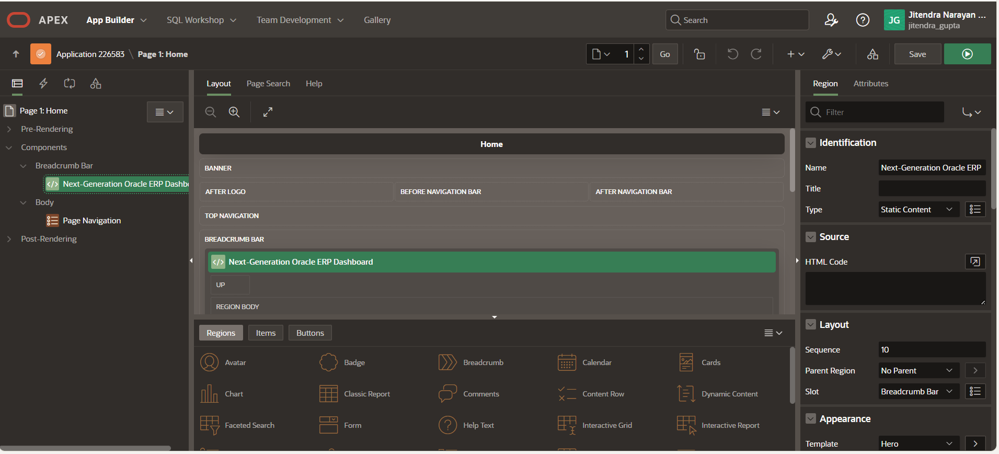 APEX App Builder SQL Workshop Team Development Gallery Search JG Jitendra Narayan ...
jitendra_gupta
Application 226583 \ Page 1: Home 1 Go Save
Layout Page Search Help
Region Attributes
Page 1: Home
Filter
Pre-Rendering
Components
Breadcrumb Bar
Next-Generation Oracle ERP Dashbo
Body
Page Navigation
Post-Rendering
Home
BANNER
AFTER LOGO BEFORE NAVIGATION BAR AFTER NAVIGATION BAR
TOP NAVIGATION
BREADCRUMB BAR
Next-Generation Oracle ERP Dashboard
UP
REGION BODY
Regions Items Buttons
Avatar Badge Breadcrumb Calendar Cards
Chart Classic Report Comments Content Row Dynamic Content
Faceted Search Form Help Text Interactive Grid Interactive Report
Identification
Name Next-Generation Oracle ERP
Title
Type Static Content
Source
HTML Code
Layout
Sequence 10
Parent Region No Parent
Slot Breadcrumb Bar
Appearance
Template Hero